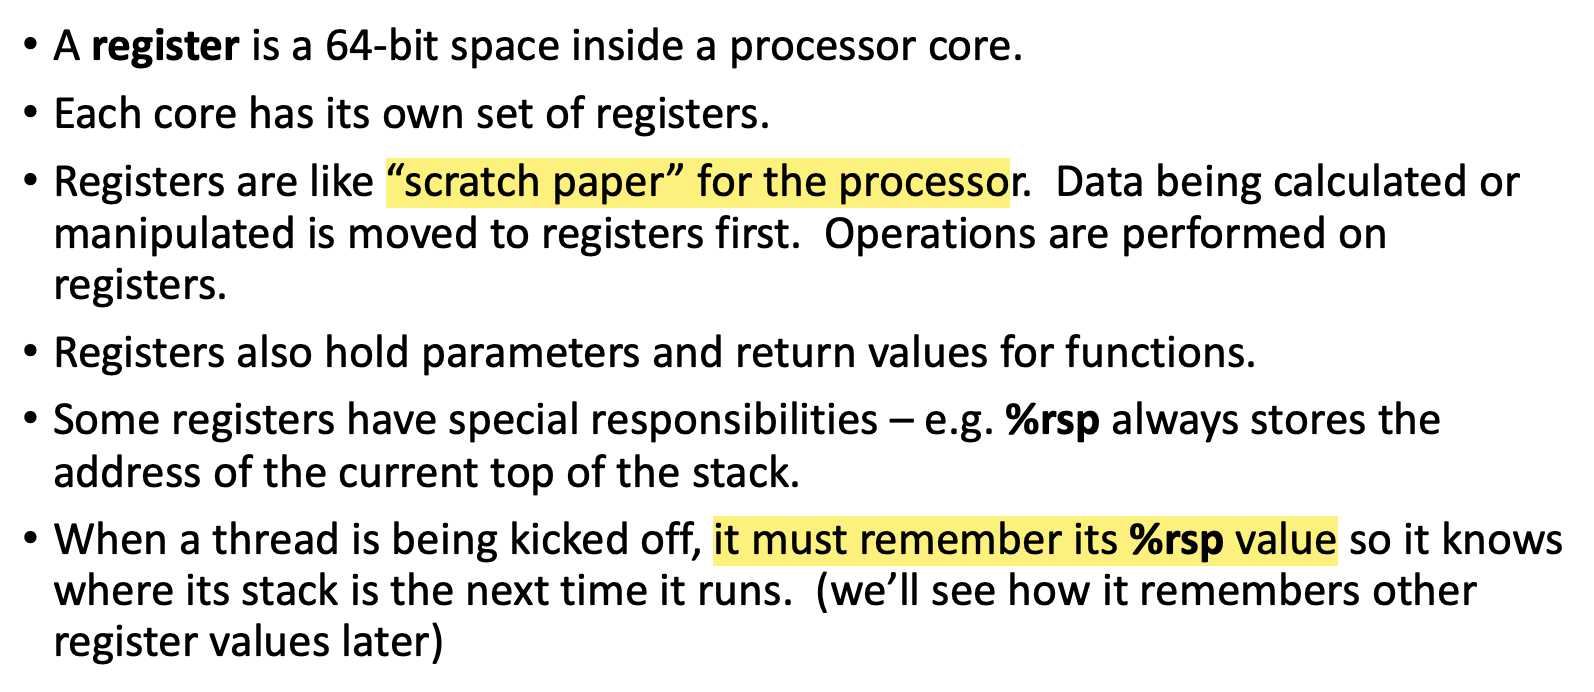 • A register is a 64-bit space inside a processor core.
• Each core has its own set of registers.
• Registers are like “scratch paper” for the processor.  Data being calculated or
manipulated is moved to registers first.  Operations are performed on
registers.
• Registers also hold parameters and return values for functions.
• Some registers have special responsibilities – e.g. %rsp always stores the
address of the current top of the stack.
• When a thread is being kicked off, it must remember its %rsp value so it knows
where its stack is the next time it runs.  (we’ll see how it remembers other
register values later)